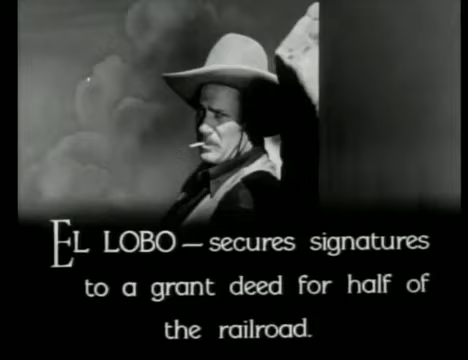 EL LOBO — secures signatures
to a grant deed for half of
the railroad.